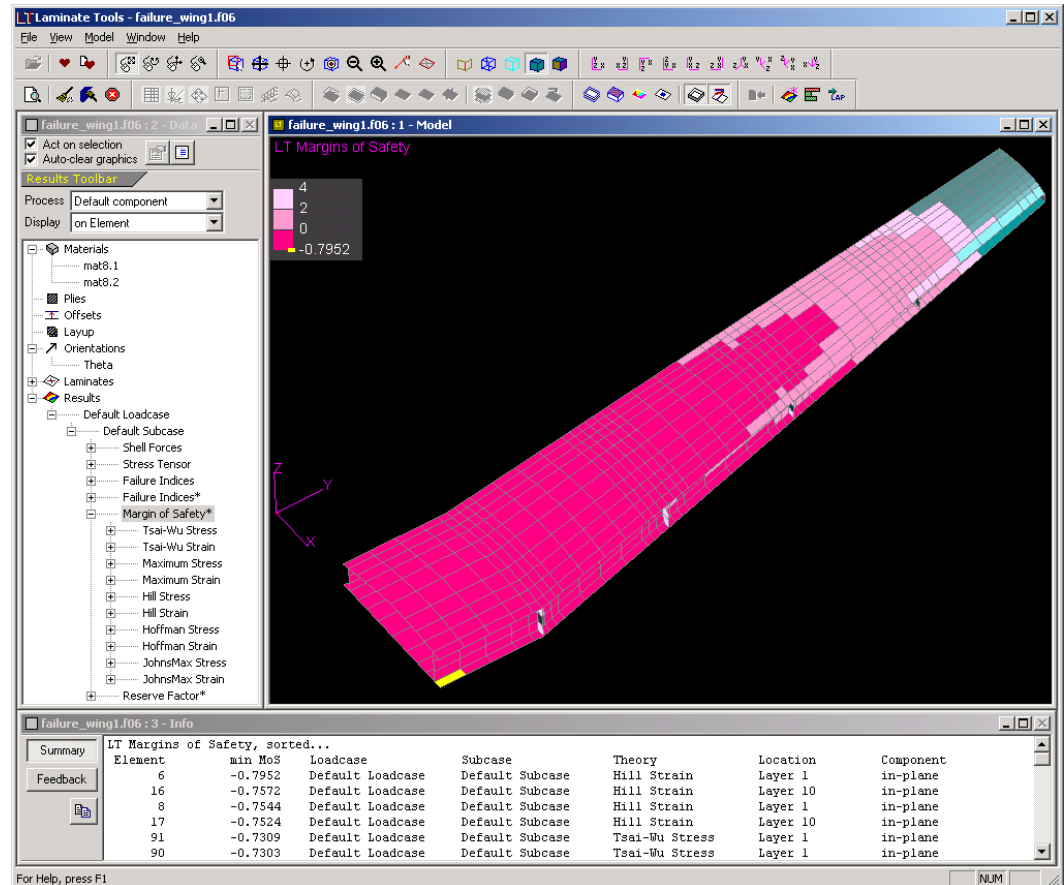 LT Laminate Tools - failure_wing1.f06
File View Model Window Help
LAP
failure_wing1.f06 : 2 - Data
Act on selection
Auto-clear graphics
Results Toolbar
Process Default component
Display on Element
Materials
mat8.1
mat8.2
Plies
Offsets
Layup
Orientations
Theta
Laminates
Results
Default Loadcase
Default Subcase
Shell Forces
Stress Tensor
Failure Indices
Failure Indices*
Margin of Safety*
Tsai-Wu Stress
Tsai-Wu Strain
Maximum Stress
Maximum Strain
Hill Stress
Hill Strain
Hoffman Stress
Hoffman Strain
JohnsMax Stress
JohnsMax Strain
Reserve Factor*
LT failure_wing1.f06 : 1 - Model
LT Margins of Safety
4
2
0
-0.7952
Z
Y
X
failure_wing1.f06 : 3 - Info
Summary
Feedback
LT Margins of Safety, sorted...
Element min MoS Loadcase Subcase Theory Location Component
6 -0.7952 Default Loadcase Default Subcase Hill Strain Layer 1 in-plane
16 -0.7572 Default Loadcase Default Subcase Hill Strain Layer 10 in-plane
8 -0.7544 Default Loadcase Default Subcase Hill Strain Layer 1 in-plane
17 -0.7524 Default Loadcase Default Subcase Hill Strain Layer 10 in-plane
91 -0.7309 Default Loadcase Default Subcase Tsai-Wu Stress Layer 1 in-plane
90 -0.7303 Default Loadcase Default Subcase Tsai-Wu Stress Layer 1 in-plane
For Help, press F1
NUM